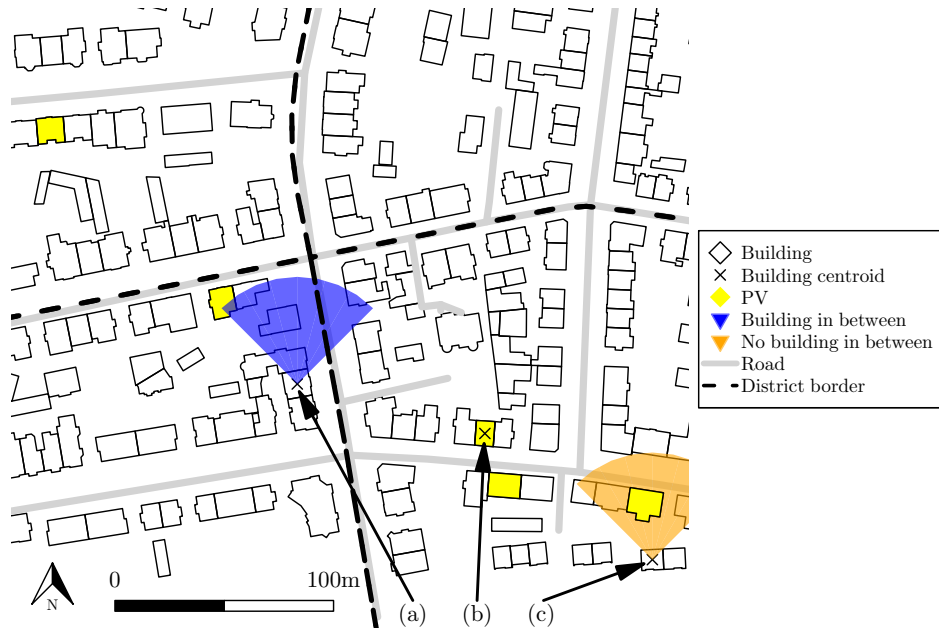 Building
Building centroid
PV
Building in between
No building in between
Road
District border
N
0 100m
(a) (b) (c)